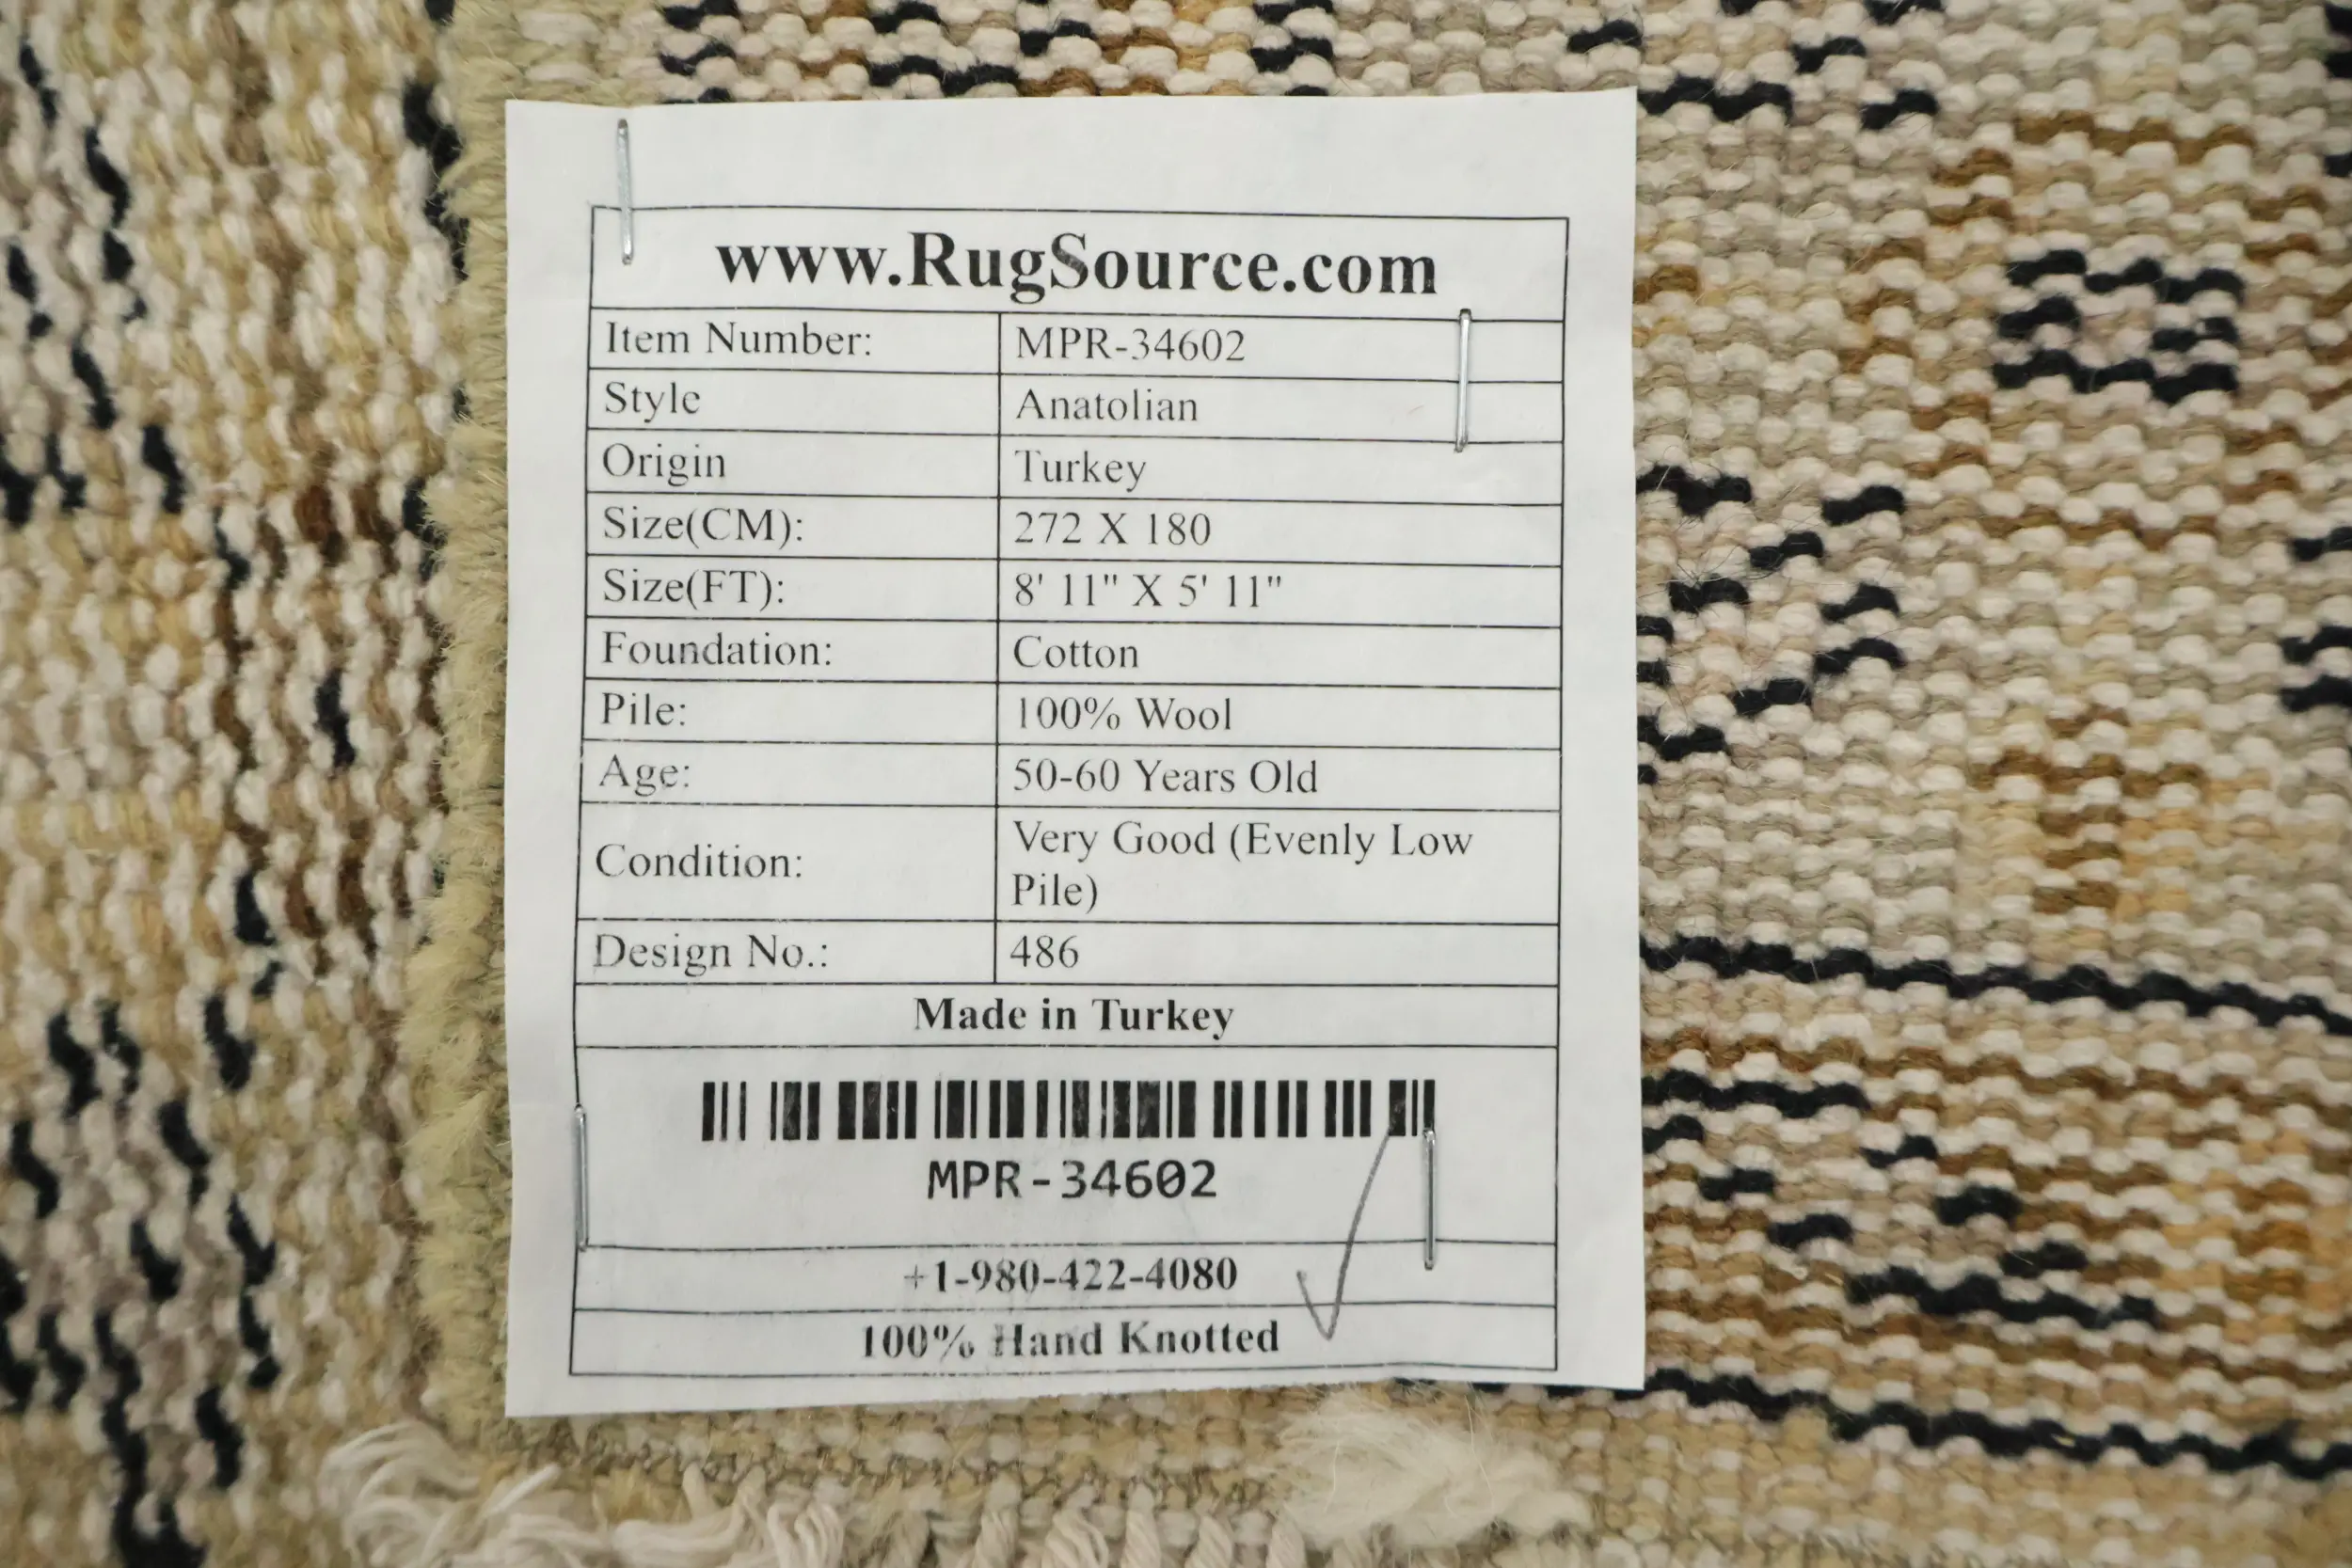 www.RugSource.com
Item Number: MPR-34602
Style Anatolian
Origin Turkey
Size(CM): 272 X 180
Size(FT): 8' 11" X 5' 11"
Foundation: Cotton
Pile: 100% Wool
Age: 50-60 Years Old
Condition: Very Good (Evenly Low
Pile)
Design No.: 486
Made in Turkey
MPR-34602
+1-980-422-4080
100% Hand Knotted